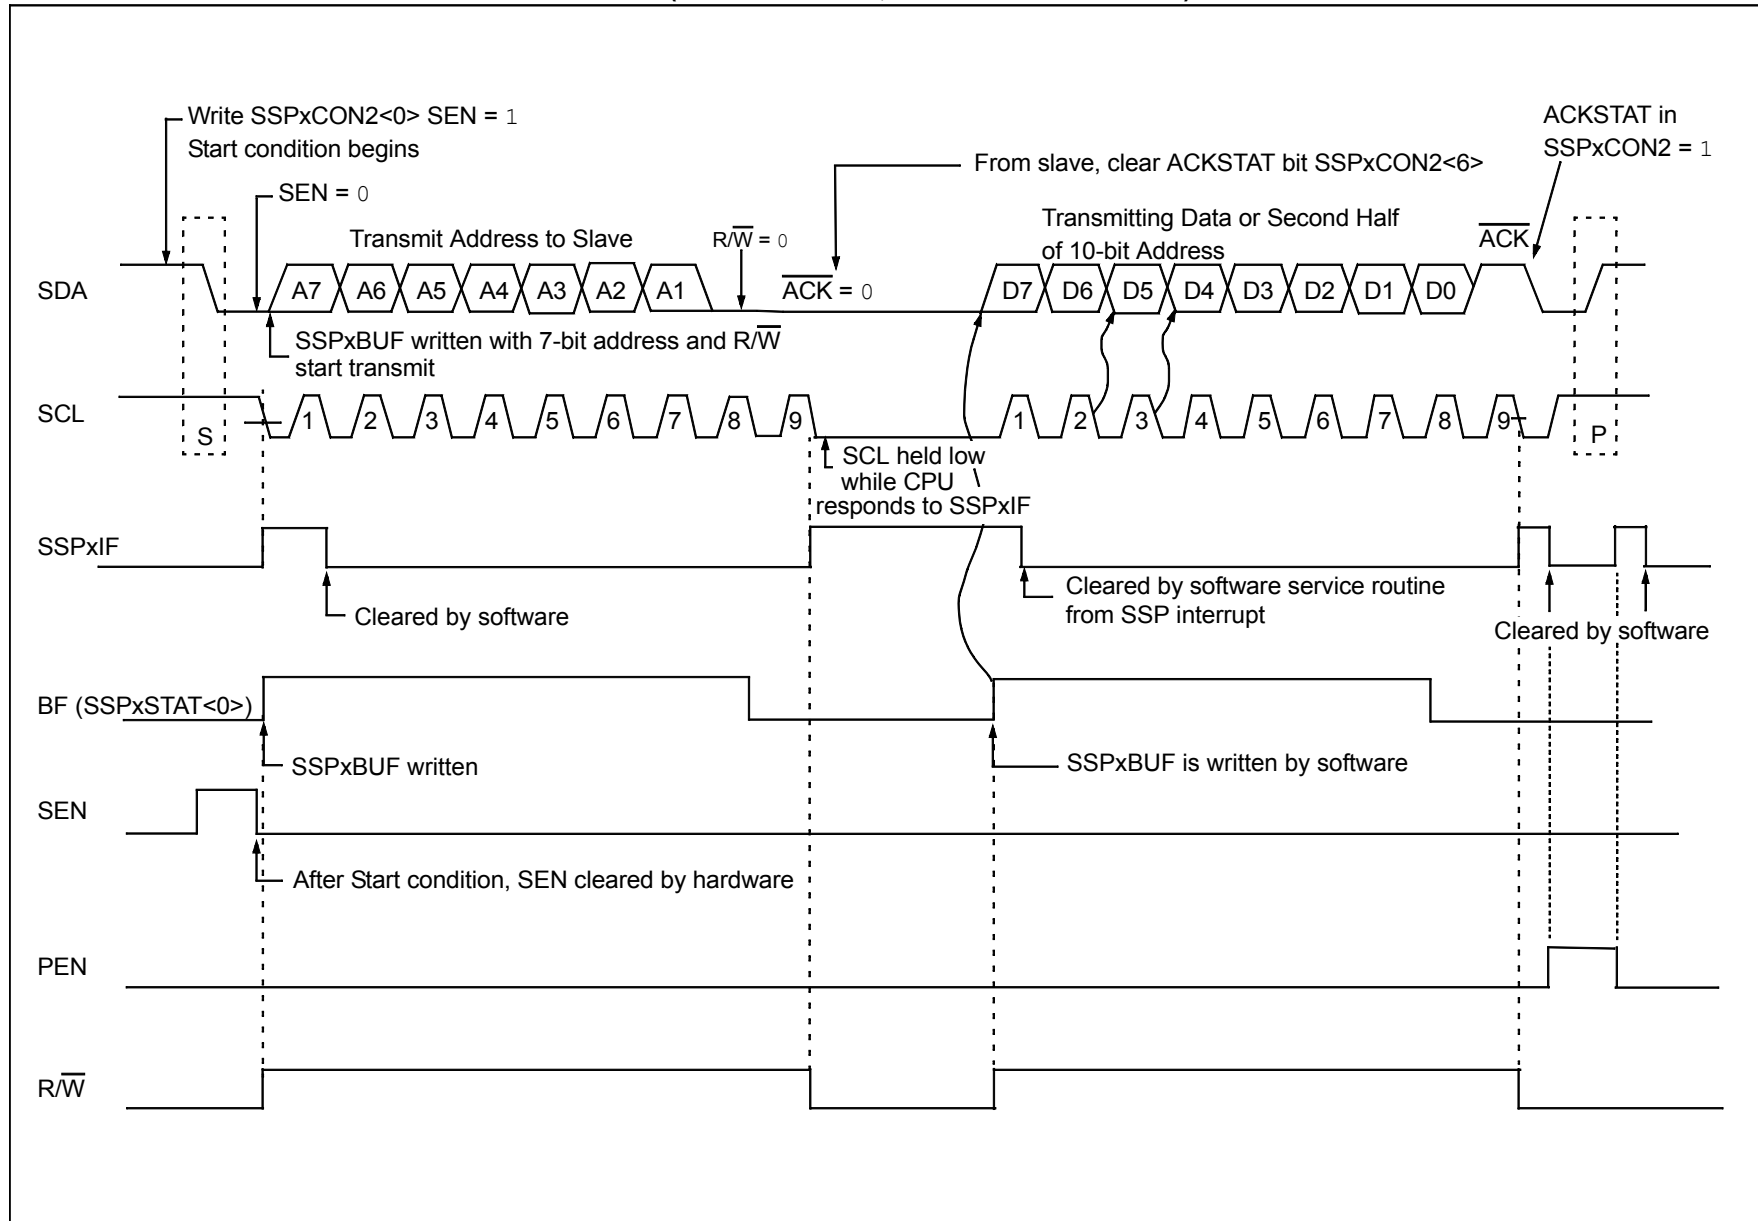 Write SSPxCON2<0> SEN = 1
Start condition begins
ACKSTAT in
SSPxCON2 = 1
From slave, clear ACKSTAT bit SSPxCON2<6>
SEN = 0
Transmit Address to Slave
R/W̅ = 0
Transmitting Data or Second Half
of 10-bit Address
A̅C̅K̅
SDA
A7 A6 A5 A4 A3 A2 A1
A̅C̅K̅ = 0
D7 D6 D5 D4 D3 D2 D1 D0
SSPxBUF written with 7-bit address and R/W̅
start transmit
SCL
S
1 2 3 4 5 6 7 8 9
1 2 3 4 5 6 7 8 9
P
SCL held low
while CPU
responds to SSPxIF
SSPxIF
Cleared by software
Cleared by software service routine
from SSP interrupt
Cleared by software
BF (SSPxSTAT<0>)
SSPxBUF written
SSPxBUF is written by software
SEN
After Start condition, SEN cleared by hardware
PEN
R/W̅